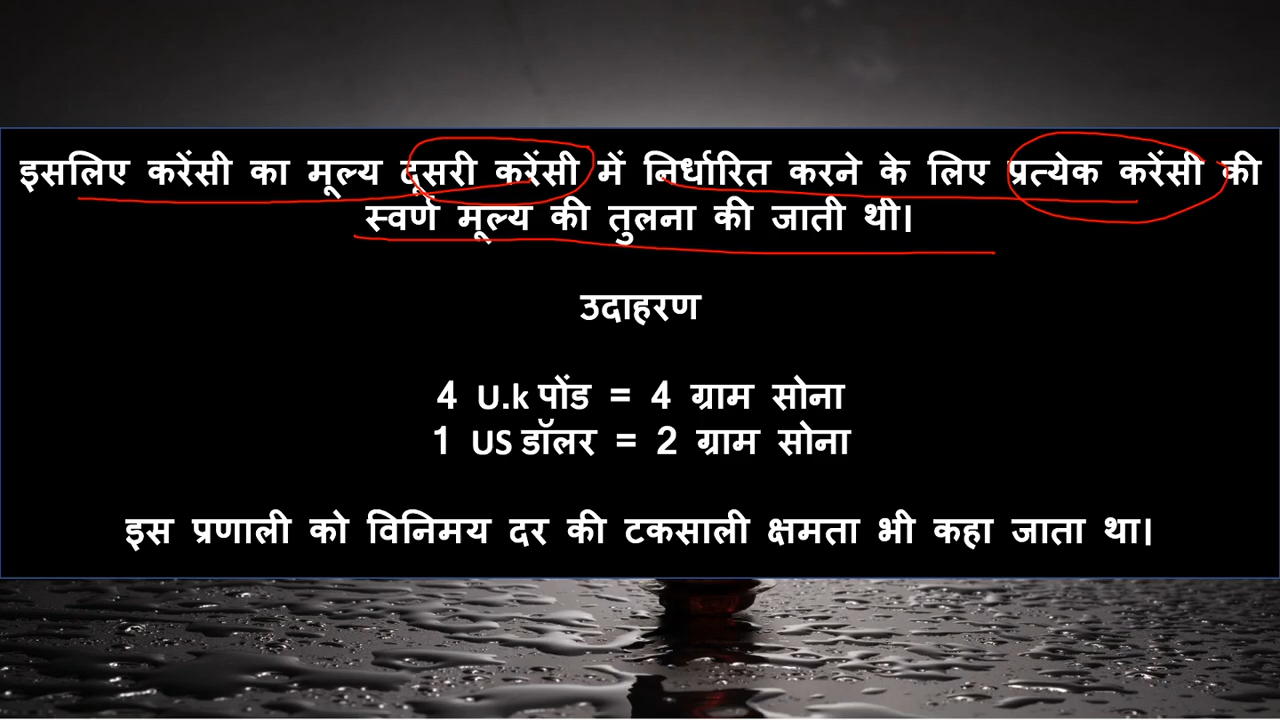 इसलिए करेंसी का मूल्य दूसरी करेंसी में निर्धारित करने के लिए प्रत्येक करेंसी की
स्वर्ण मूल्य की तुलना की जाती थी।
उदाहरण
4 U.k पोंड = 4 ग्राम सोना
1 US डॉलर = 2 ग्राम सोना
इस प्रणाली को विनिमय दर की टकसाली क्षमता भी कहा जाता था।